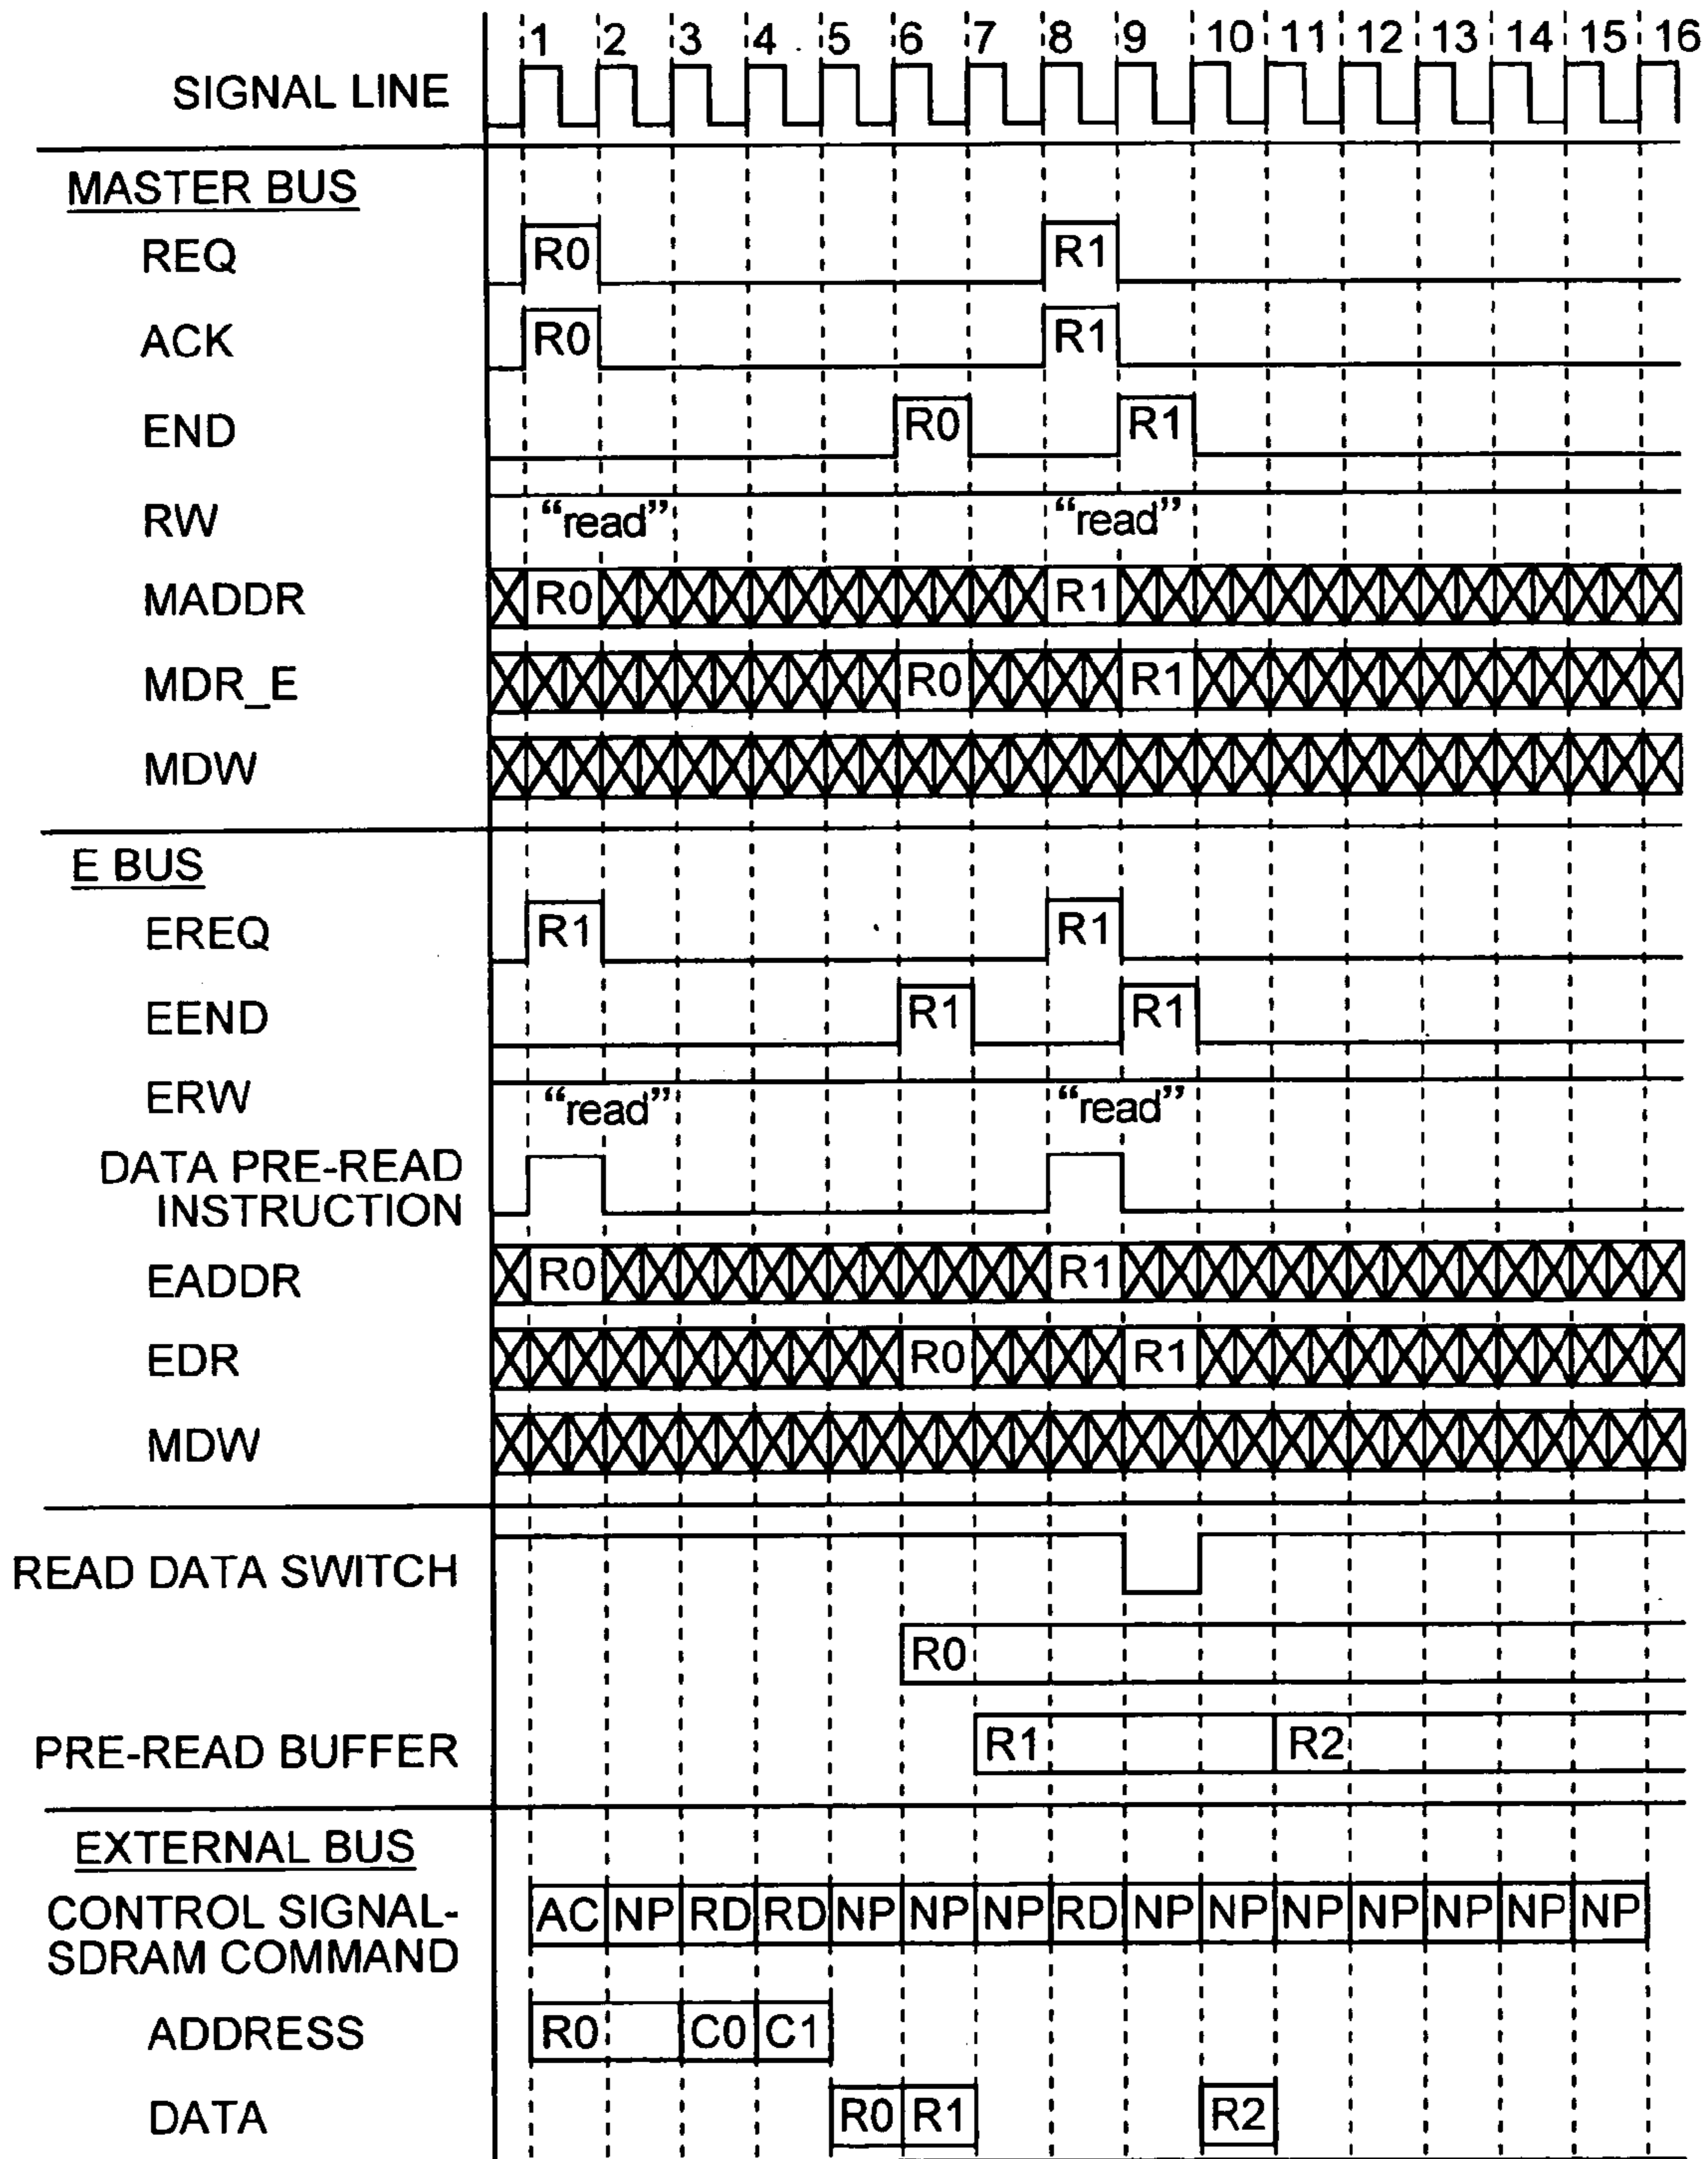 1 2 3 4 5 6 7 8 9 10 11 12 13 14 15 16
SIGNAL LINE
MASTER BUS
REQ R0 R1
ACK R0 R1
END R0 R1
RW “read” “read”
MADDR R0 R1
MDR_E R0 R1
MDW
E BUS
EREQ R1 R1
EEND R1 R1
ERW “read” “read”
DATA PRE-READ
INSTRUCTION
EADDR R0 R1
EDR R0 R1
MDW
READ DATA SWITCH
R0
PRE-READ BUFFER R1 R2
EXTERNAL BUS
CONTROL SIGNAL- AC NP RD RD NP NP NP RD NP NP NP NP NP NP NP
SDRAM COMMAND
ADDRESS R0 C0 C1
DATA R0 R1 R2